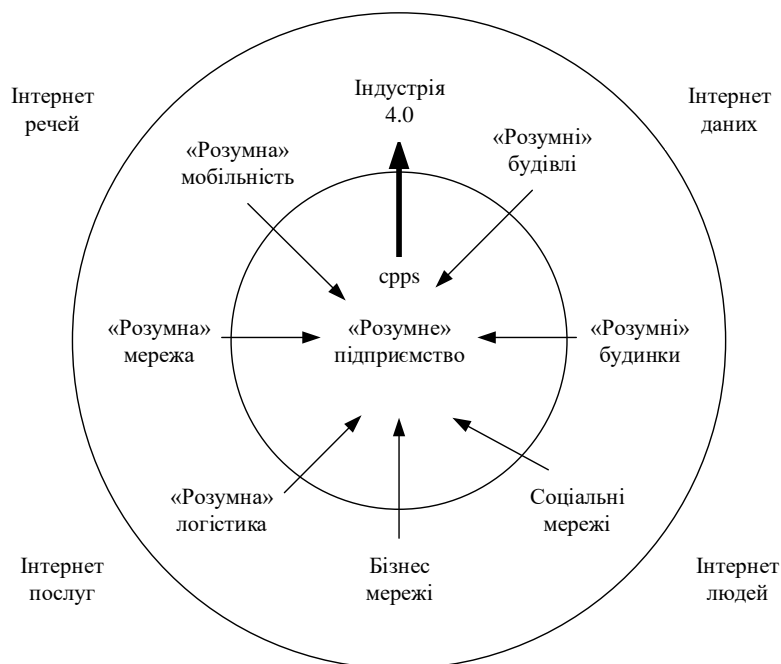 Інтернет
речей
Індустрія
4.0
Інтернет
даних
«Розумна»
мобільність
«Розумні»
будівлі
cpps
«Розумна»
мережа
«Розумне»
підприємство
«Розумні»
будинки
«Розумна»
логістика
Соціальні
мережі
Інтернет
послуг
Бізнес
мережі
Інтернет
людей